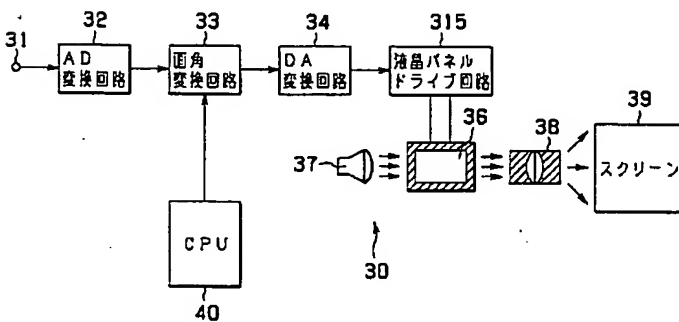 31
32
AD
変換回路
33
画角
変換回路
34
DA
変換回路
315
液晶パネル
ドライブ回路
36
37
38
39
スクリーン
30
CPU
40